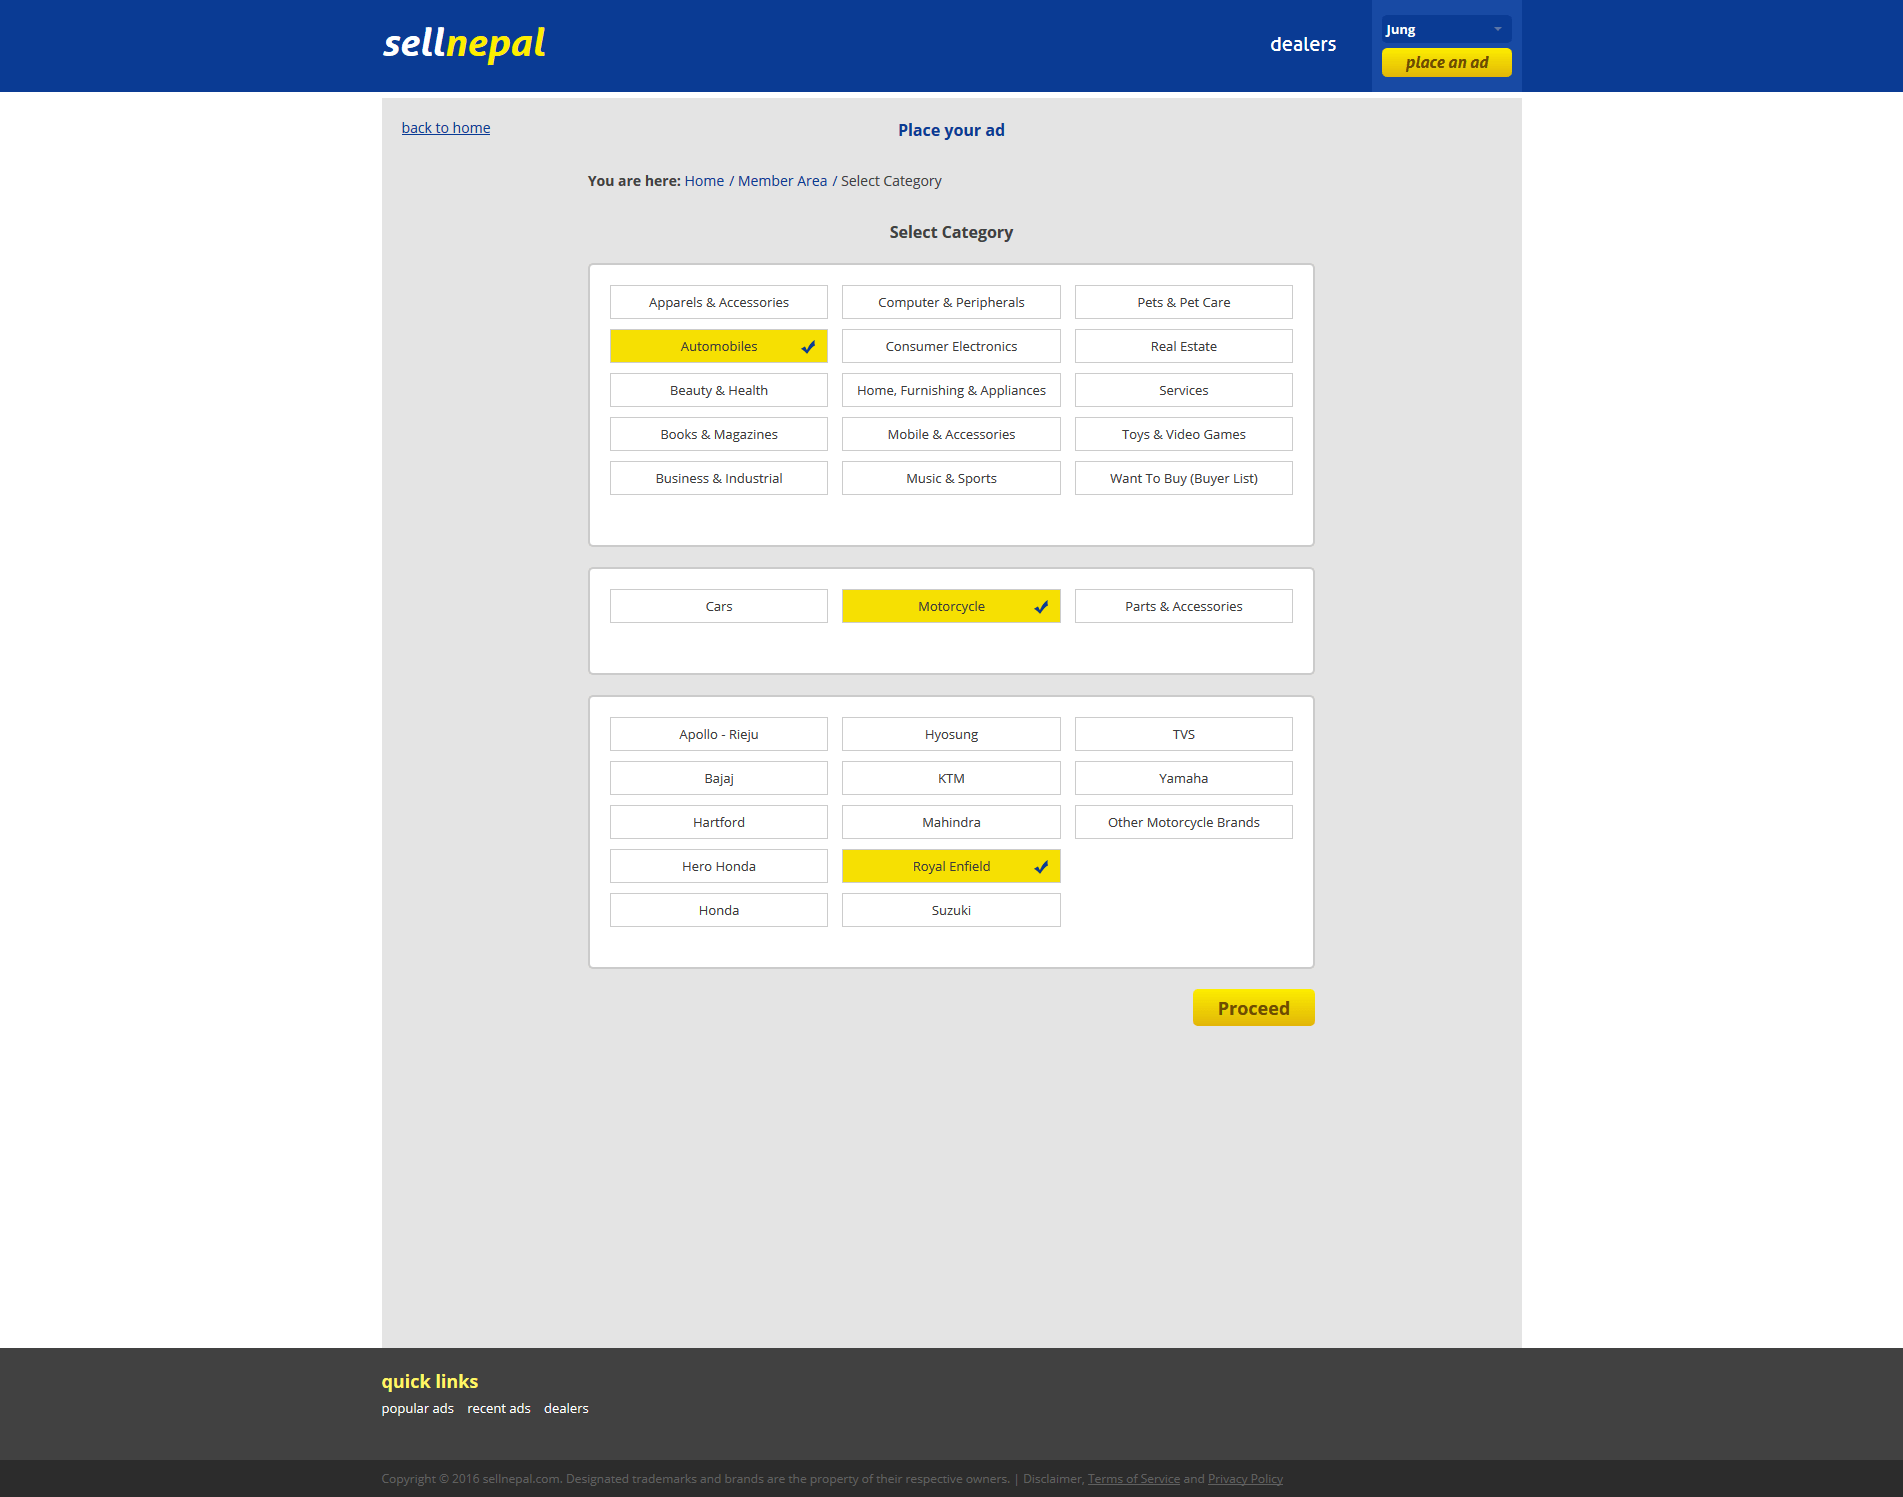 sellnepal
dealers
Jung
place an ad
back to home
Place your ad
You are here: Home / Member Area / Select Category
Select Category
Apparels & Accessories
Computer & Peripherals
Pets & Pet Care
Automobiles
Consumer Electronics
Real Estate
Beauty & Health
Home, Furnishing & Appliances
Services
Books & Magazines
Mobile & Accessories
Toys & Video Games
Business & Industrial
Music & Sports
Want To Buy (Buyer List)
Cars
Motorcycle
Parts & Accessories
Apollo - Rieju
Hyosung
TVS
Bajaj
KTM
Yamaha
Hartford
Mahindra
Other Motorcycle Brands
Hero Honda
Royal Enfield
Honda
Suzuki
Proceed
quick links
popular ads recent ads dealers
Copyright © 2016 sellnepal.com. Designated trademarks and brands are the property of their respective owners. | Disclaimer, Terms of Service and Privacy Policy